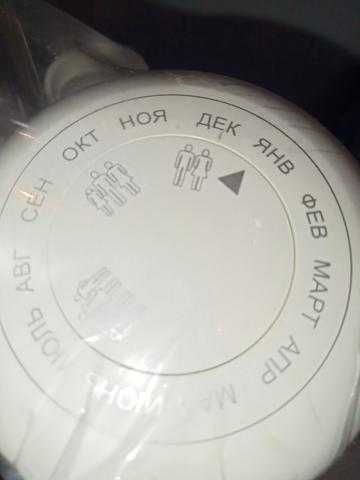 ЯНВ
ФЕВ
МАРТ
АПР
МАЙ
ИЮН
ИЮЛЬ
АВГ
СЕН
ОКТ
НОЯ
ДЕК